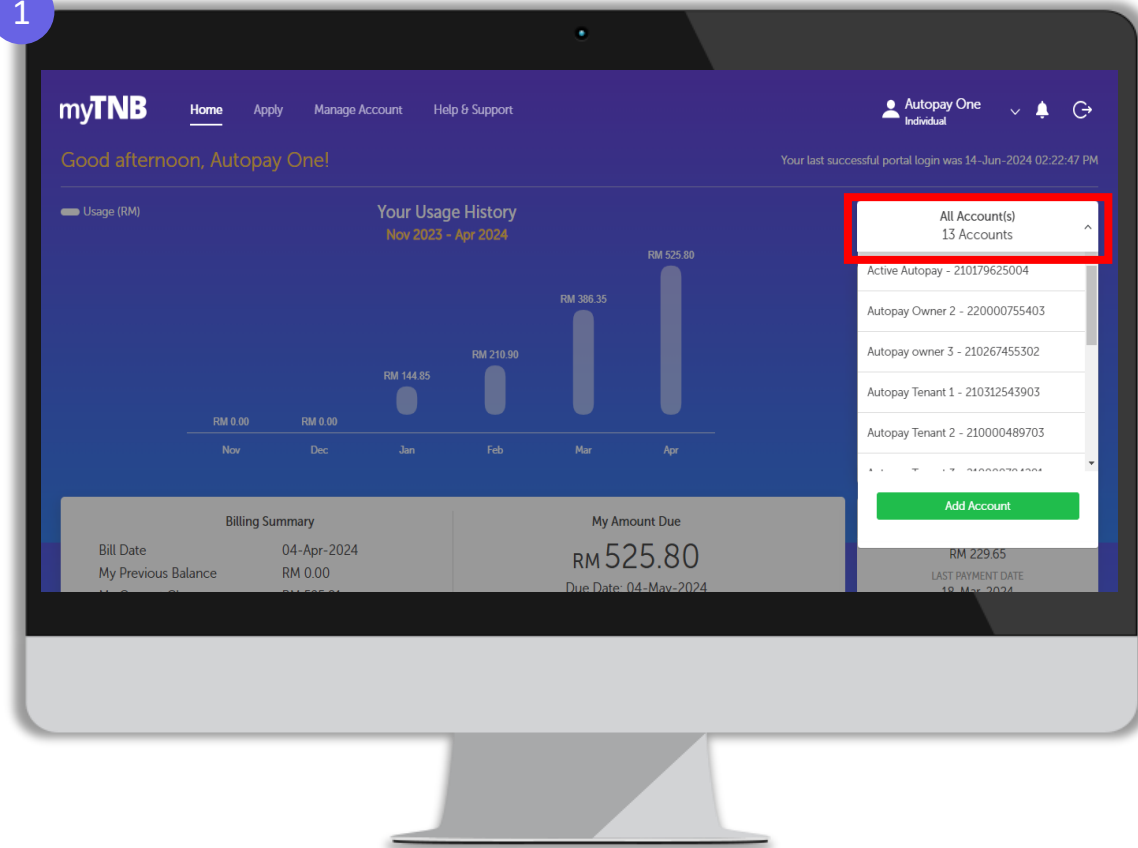 1
myTNB
Home Apply Manage Account Help & Support
Autopay One
Individual
Good afternoon, Autopay One!
Your last successful portal login was 14-Jun-2024 02:22:47 PM
Usage (RM)
Your Usage History
Nov 2023 - Apr 2024
RM 0.00 RM 0.00 RM 144.85 RM 210.90 RM 386.35 RM 525.80
Nov Dec Jan Feb Mar Apr
All Account(s)
13 Accounts
Active Autopay - 210179625004
Autopay Owner 2 - 220000755403
Autopay owner 3 - 210267455302
Autopay Tenant 1 - 210312543903
Autopay Tenant 2 - 210000489703
Add Account
Billing Summary
Bill Date 04-Apr-2024
My Previous Balance RM 0.00
My Amount Due
RM 525.80
Due Date: 04-May-2024
RM 229.65
LAST PAYMENT DATE
18-Mar-2024